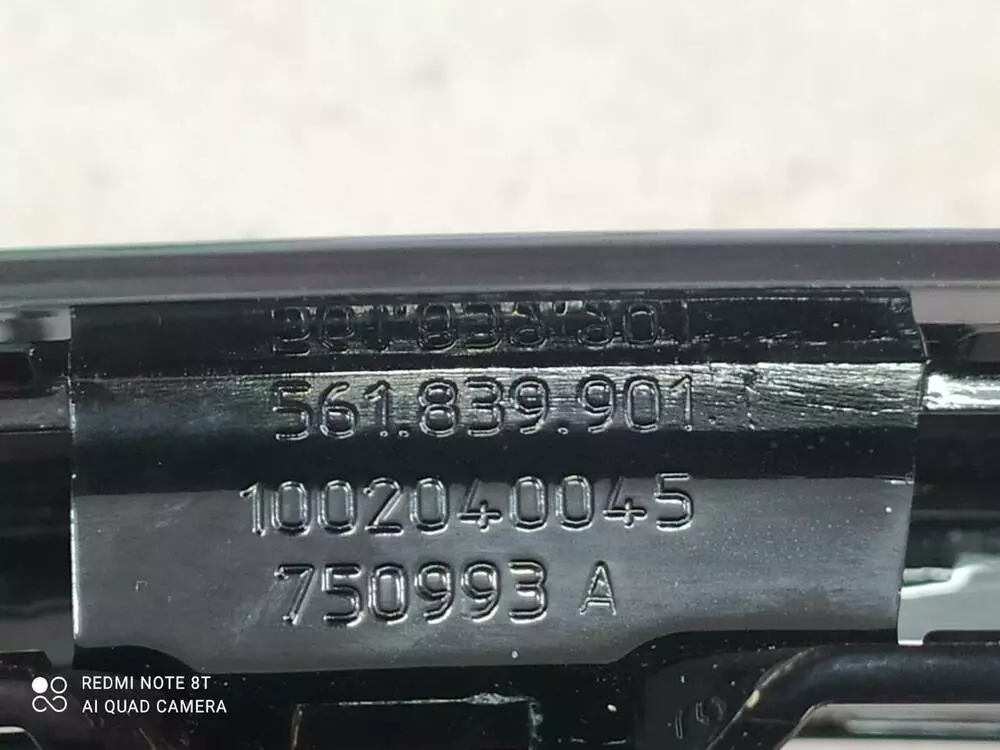 561.839.901
1002040045
750993 A
REDMI NOTE 8T
AI QUAD CAMERA